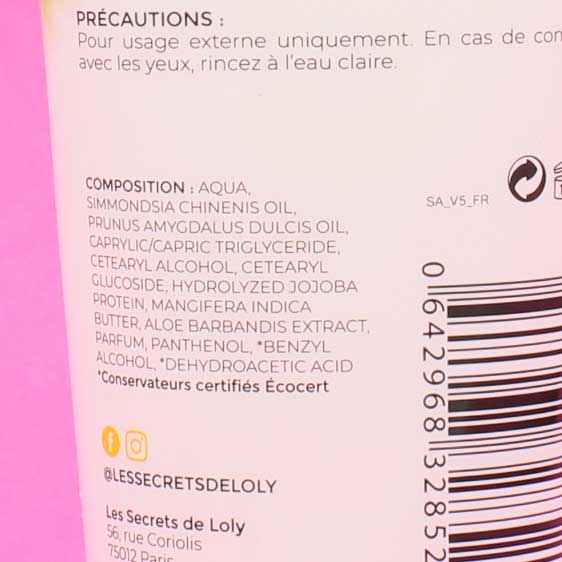 PRÉCAUTIONS :
Pour usage externe uniquement. En cas de con
avec les yeux, rincez à l'eau claire.
COMPOSITION : AQUA,
SIMMONDSIA CHINENIS OIL,
PRUNUS AMYGDALUS DULCIS OIL,
CAPRYLIC/CAPRIC TRIGLYCERIDE,
CETEARYL ALCOHOL, CETEARYL
GLUCOSIDE, HYDROLYZED JOJOBA
PROTEIN, MANGIFERA INDICA
BUTTER, ALOE BARBANDIS EXTRACT,
PARFUM, PANTHENOL, *BENZYL
ALCOHOL, *DEHYDROACETIC ACID
*Conservateurs certifiés Écocert
@LESSECRETSDELOLY
Les Secrets de Loly
56, rue Coriolis
75012 Paris
SA_V5_FR
0 642968 32852